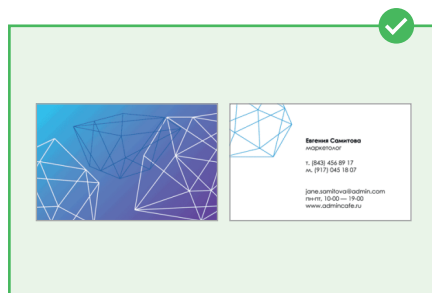 Евгения Самитова
маркетолог
т. (843) 456 89 17
м. (917) 045 18 07
jane.samitova@admin.com
пн-пт. 10-00 — 19-00
www.admincafe.ru